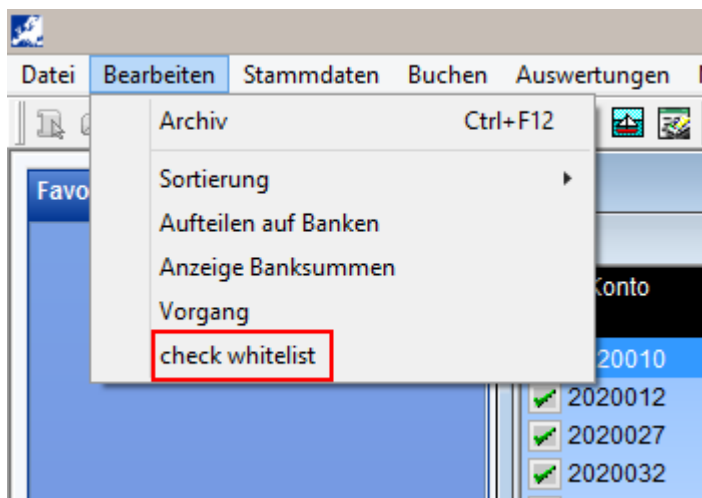 Datei Bearbeiten Stammdaten Buchen Auswertungen
Archiv Ctrl+F12
Favo
Sortierung
Aufteilen auf Banken
Anzeige Banksummen
Konto
Vorgang
check whitelist
20010
2020012
2020027
2020032